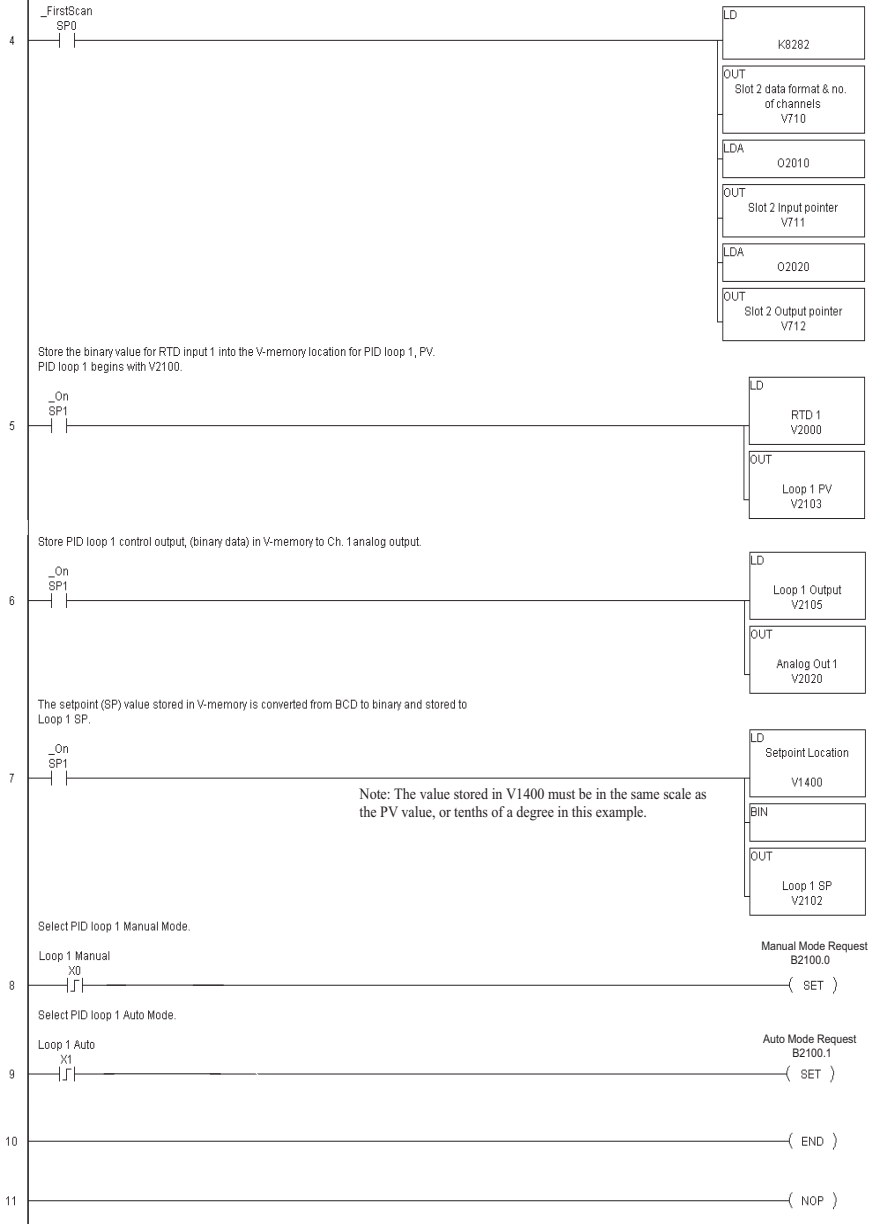 _FirstScan
SP0
4
LD
K8282
OUT
Slot 2 data format & no.
of channels
V710
LDA
O2010
OUT
Slot 2 Input pointer
V711
LDA
O2020
OUT
Slot 2 Output pointer
V712
Store the binary value for RTD input 1 into the V-memory location for PID loop 1, PV.
PID loop 1 begins with V2100.
_On
SP1
5
LD
RTD 1
V2000
OUT
Loop 1 PV
V2103
Store PID loop 1 control output, (binary data) in V-memory to Ch. 1analog output.
_On
SP1
6
LD
Loop 1 Output
V2105
OUT
Analog Out 1
V2020
The setpoint (SP) value stored in V-memory is converted from BCD to binary and stored to
Loop 1 SP.
_On
SP1
7
Note: The value stored in V1400 must be in the same scale as
the PV value, or tenths of a degree in this example.
LD
Setpoint Location
V1400
BIN
OUT
Loop 1 SP
V2102
Select PID loop 1 Manual Mode.
Loop 1 Manual
X0
8
Manual Mode Request
B2100.0
SET
Select PID loop 1 Auto Mode.
Loop 1 Auto
X1
9
Auto Mode Request
B2100.1
SET
10
END
11
NOP